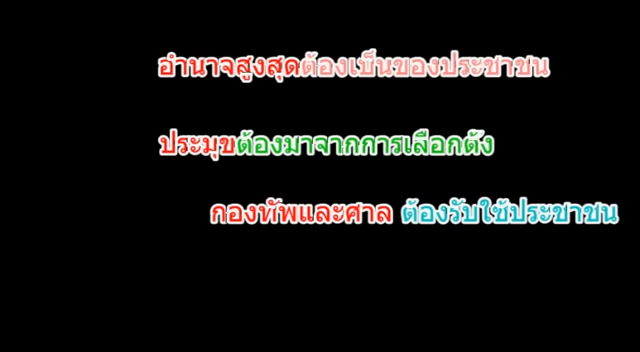 อำนาจสูงสุดต้องเป็นของประชาชน
ประมุขต้องมาจากการเลือกตั้ง
กองทัพและศาล ต้องรับใช้ประชาชน